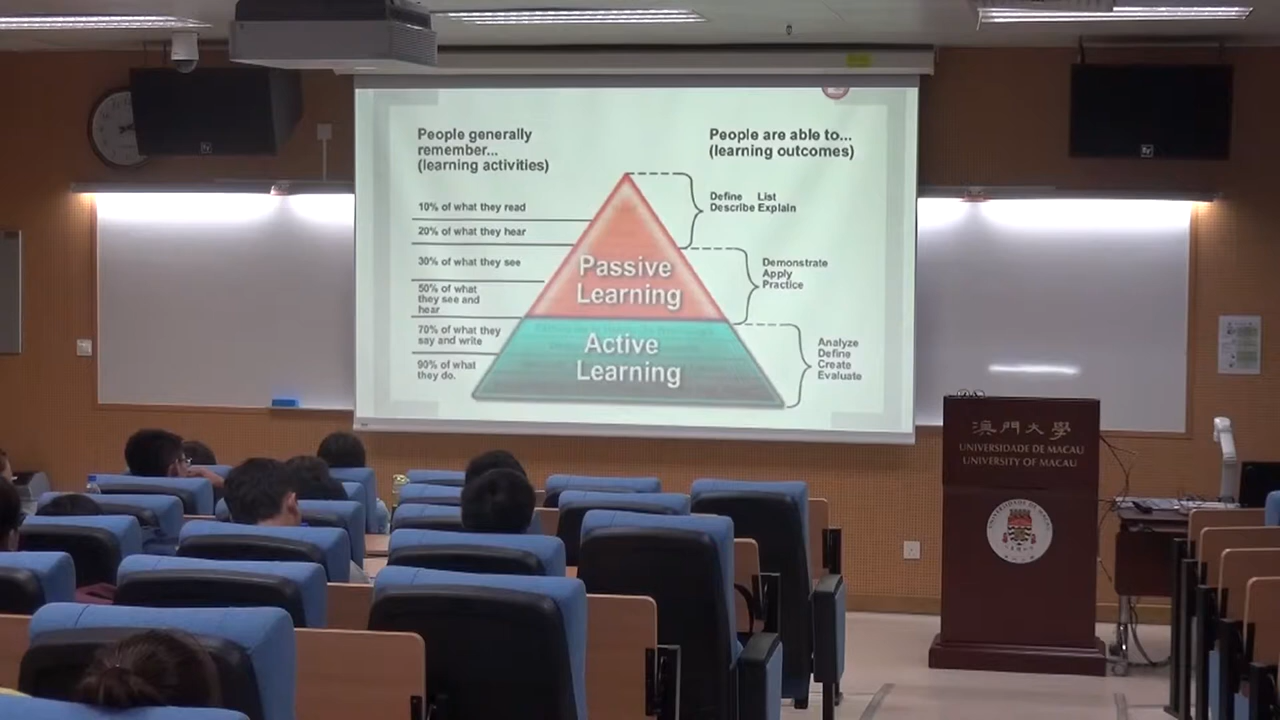 People generally
remember...
(learning activities)
People are able to...
(learning outcomes)
10% of what they read
20% of what they hear
30% of what they see
50% of what
they see and
hear
70% of what they
say and write
90% of what
they do.
Passive
Learning
Active
Learning
Define List
Describe Explain
Demonstrate
Apply
Practice
Analyze
Define
Create
Evaluate
澳門大學
UNIVERSIDADE DE MACAU
UNIVERSITY OF MACAU